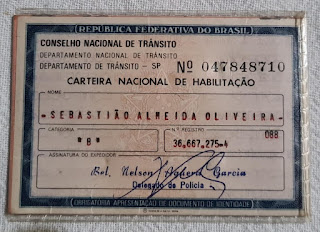 (REPÚBLICA FEDERATIVA DO BRASIL)
CONSELHO NACIONAL DE TRÂNSITO
DEPARTAMENTO NACIONAL DE TRÂNSITO
DEPARTAMENTO DE TRÂNSITO - SP Nº 047848710
CARTEIRA NACIONAL DE HABILITAÇÃO
NOME
-SEBASTIÃO ALMEIDA OLIVEIRA-
CATEGORIA Nº REGISTRO 088
"B" 36,667,275-4
ASSINATURA DO EXPEDIDOR
Bel. Nelson Garcia
Delegado de Polícia
(OBRIGATÓRIA APRESENTAÇÃO DE DOCUMENTO DE IDENTIDADE)